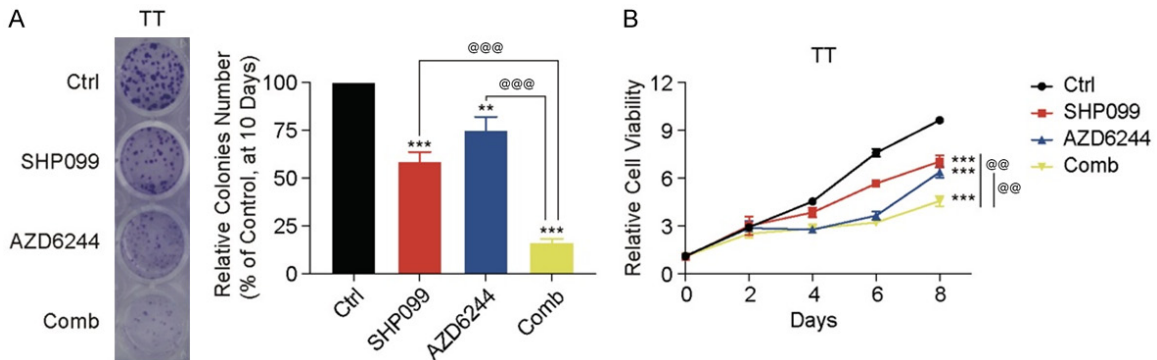 A
TT
Ctrl
SHP099
AZD6244
Comb
Relative Colonies Number
(% of Control, at 10 Days)
100
75
50
25
0
***
**
***
@@@
@@@
Ctrl
SHP099
AZD6244
Comb
B
TT
Relative Cell Viability
12
9
6
3
0
0 2 4 6 8
Days
Ctrl
SHP099
AZD6244
Comb
***
***
***
@@
@@